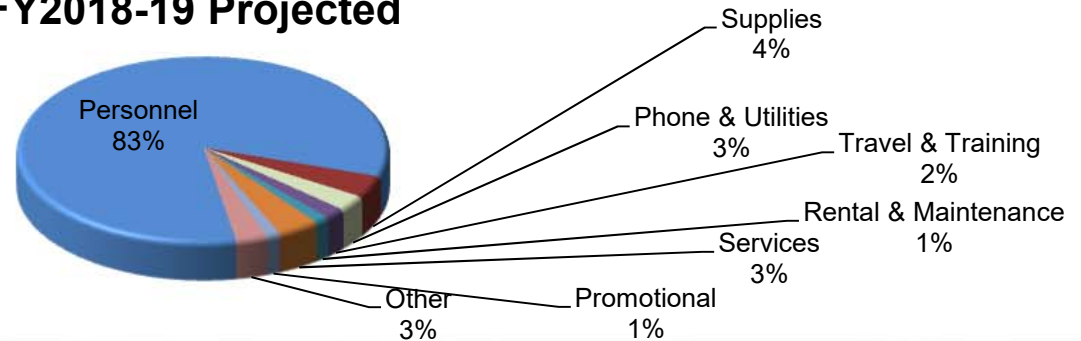 FY2018-19 Projected
Supplies
4%
Personnel
83%
Phone & Utilities
3%
Travel & Training
2%
Rental & Maintenance
1%
Services
3%
Other
3%
Promotional
1%